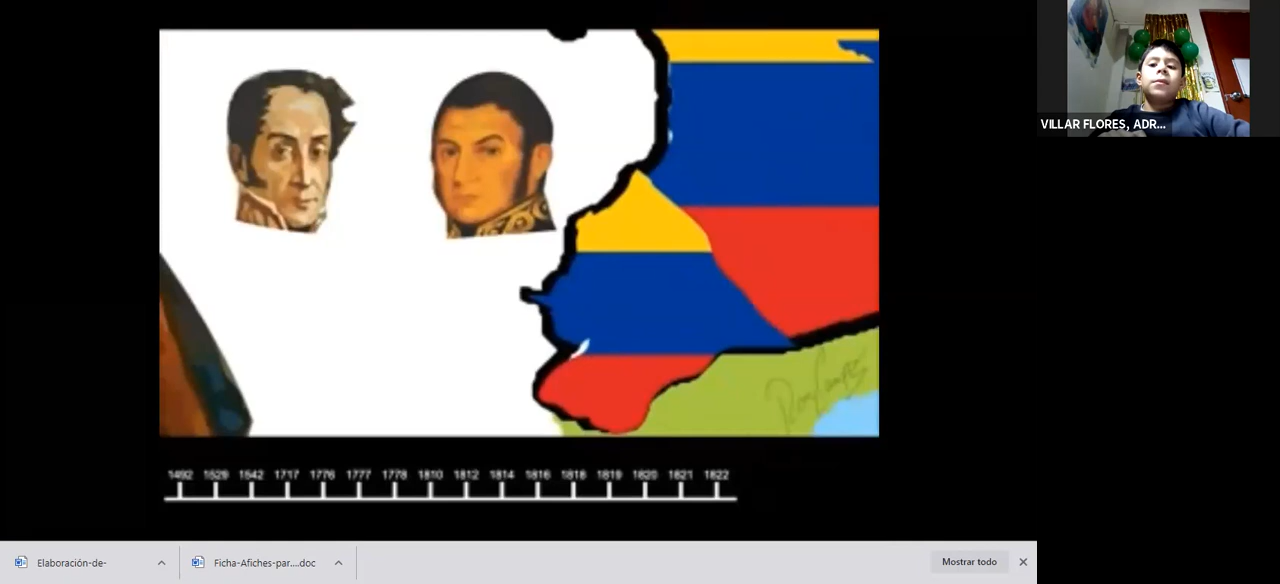 VILLAR FLORES, ADR...
1492 1529 1542 1717 1776 1777 1778 1810 1812 1814 1816 1818 1819 1820 1821 1822
Elaboración-de-
Ficha-Afiches-par....doc
Mostrar todo